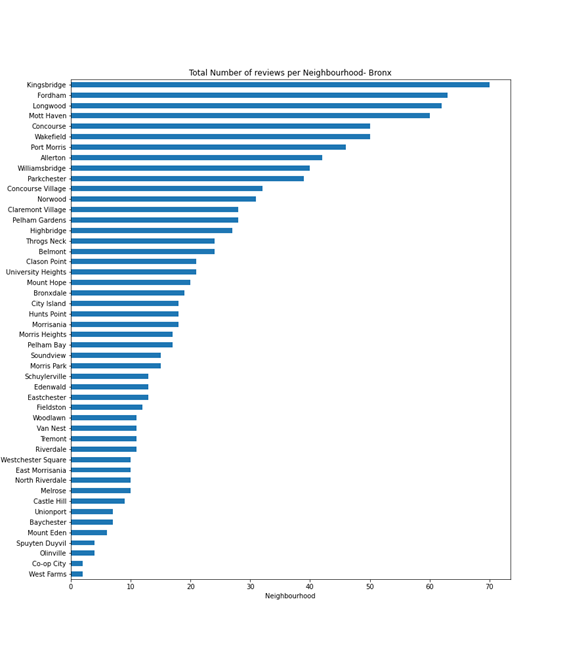 Total Number of reviews per Neighbourhood- Bronx
Kingsbridge
Fordham
Longwood
Mott Haven
Concourse
Wakefield
Port Morris
Allerton
Williamsbridge
Parkchester
Concourse Village
Norwood
Claremont Village
Pelham Gardens
Highbridge
Throgs Neck
Belmont
Clason Point
University Heights
Mount Hope
Bronxdale
City Island
Hunts Point
Morrisania
Morris Heights
Pelham Bay
Soundview
Morris Park
Schuylerville
Edenwald
Eastchester
Fieldston
Woodlawn
Van Nest
Tremont
Riverdale
Westchester Square
East Morrisania
North Riverdale
Melrose
Castle Hill
Unionport
Baychester
Mount Eden
Spuyten Duyvil
Olinville
Co-op City
West Farms
0 10 20 30 40 50 60 70
Neighbourhood